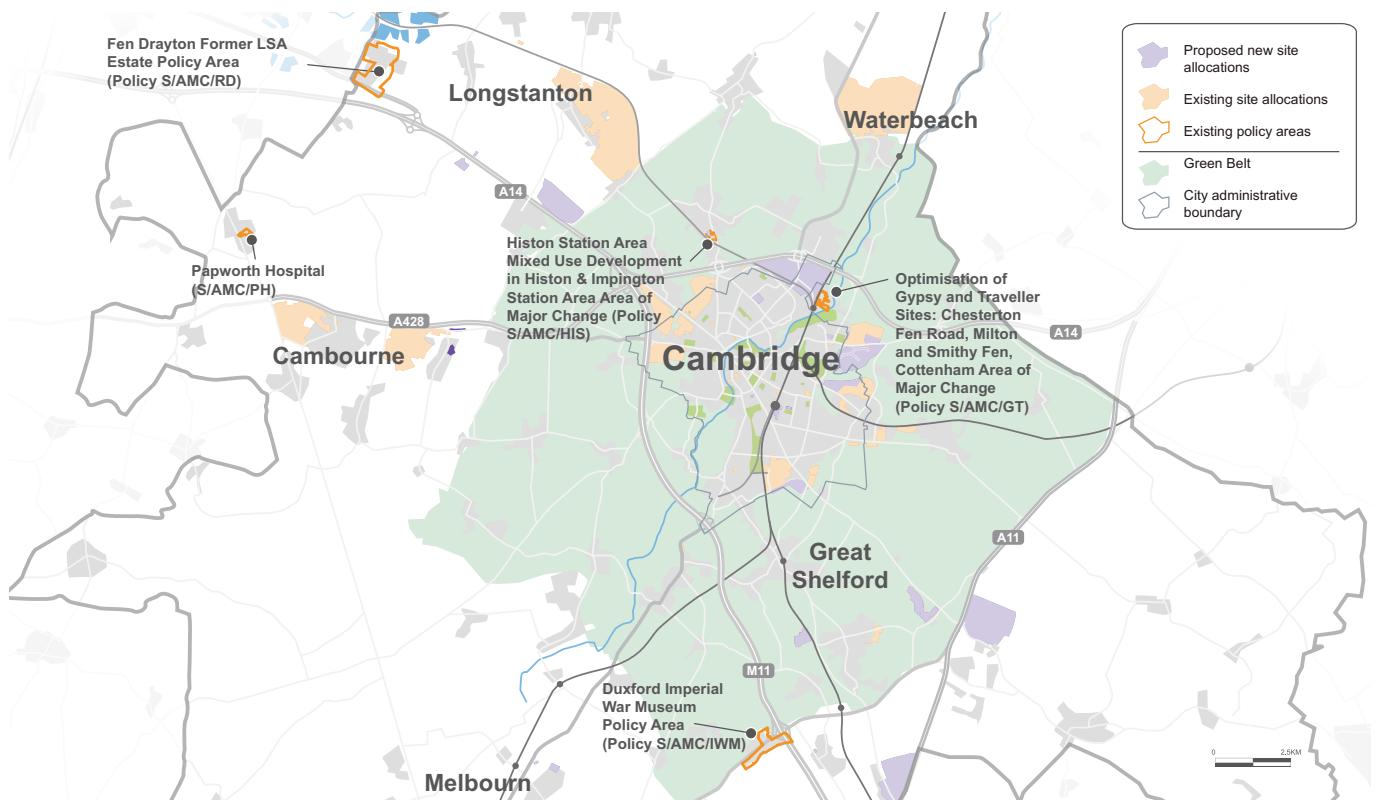 Fen Drayton Former LSA
Estate Policy Area
(Policy S/AMC/RD)
Longstanton
Waterbeach
Proposed new site
allocations
Existing site allocations
Existing policy areas
Green Belt
City administrative
boundary
A14
Histon Station Area
Mixed Use Development
in Histon & Impington
Station Area Area of
Major Change (Policy
S/AMC/HIS)
Papworth Hospital
(S/AMC/PH)
Optimisation of
Gypsy and Traveller
Sites: Chesterton
Fen Road, Milton
and Smithy Fen,
Cottenham Area of
Major Change
(Policy S/AMC/GT)
A14
A428
Cambourne
Cambridge
A11
Great
Shelford
M11
Duxford Imperial
War Museum
Policy Area
(Policy S/AMC/IWM)
Melbourn
0 2.5KM